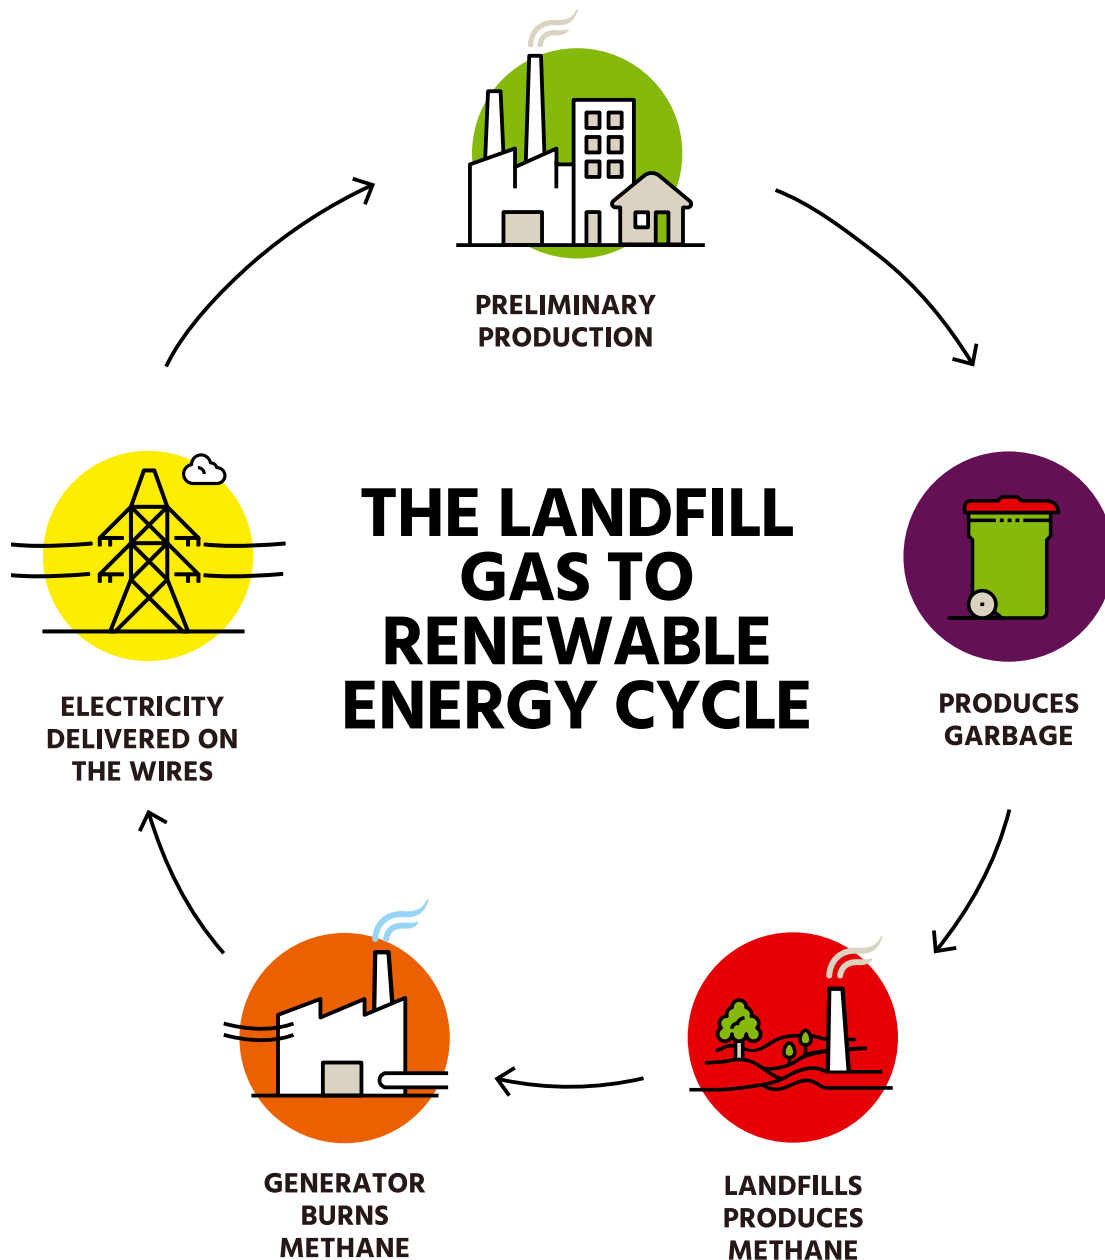 PRELIMINARY
PRODUCTION
THE LANDFILL
GAS TO
RENEWABLE
ENERGY CYCLE
PRODUCES
GARBAGE
LANDFILLS
PRODUCES
METHANE
GENERATOR
BURNS
METHANE
ELECTRICITY
DELIVERED ON
THE WIRES